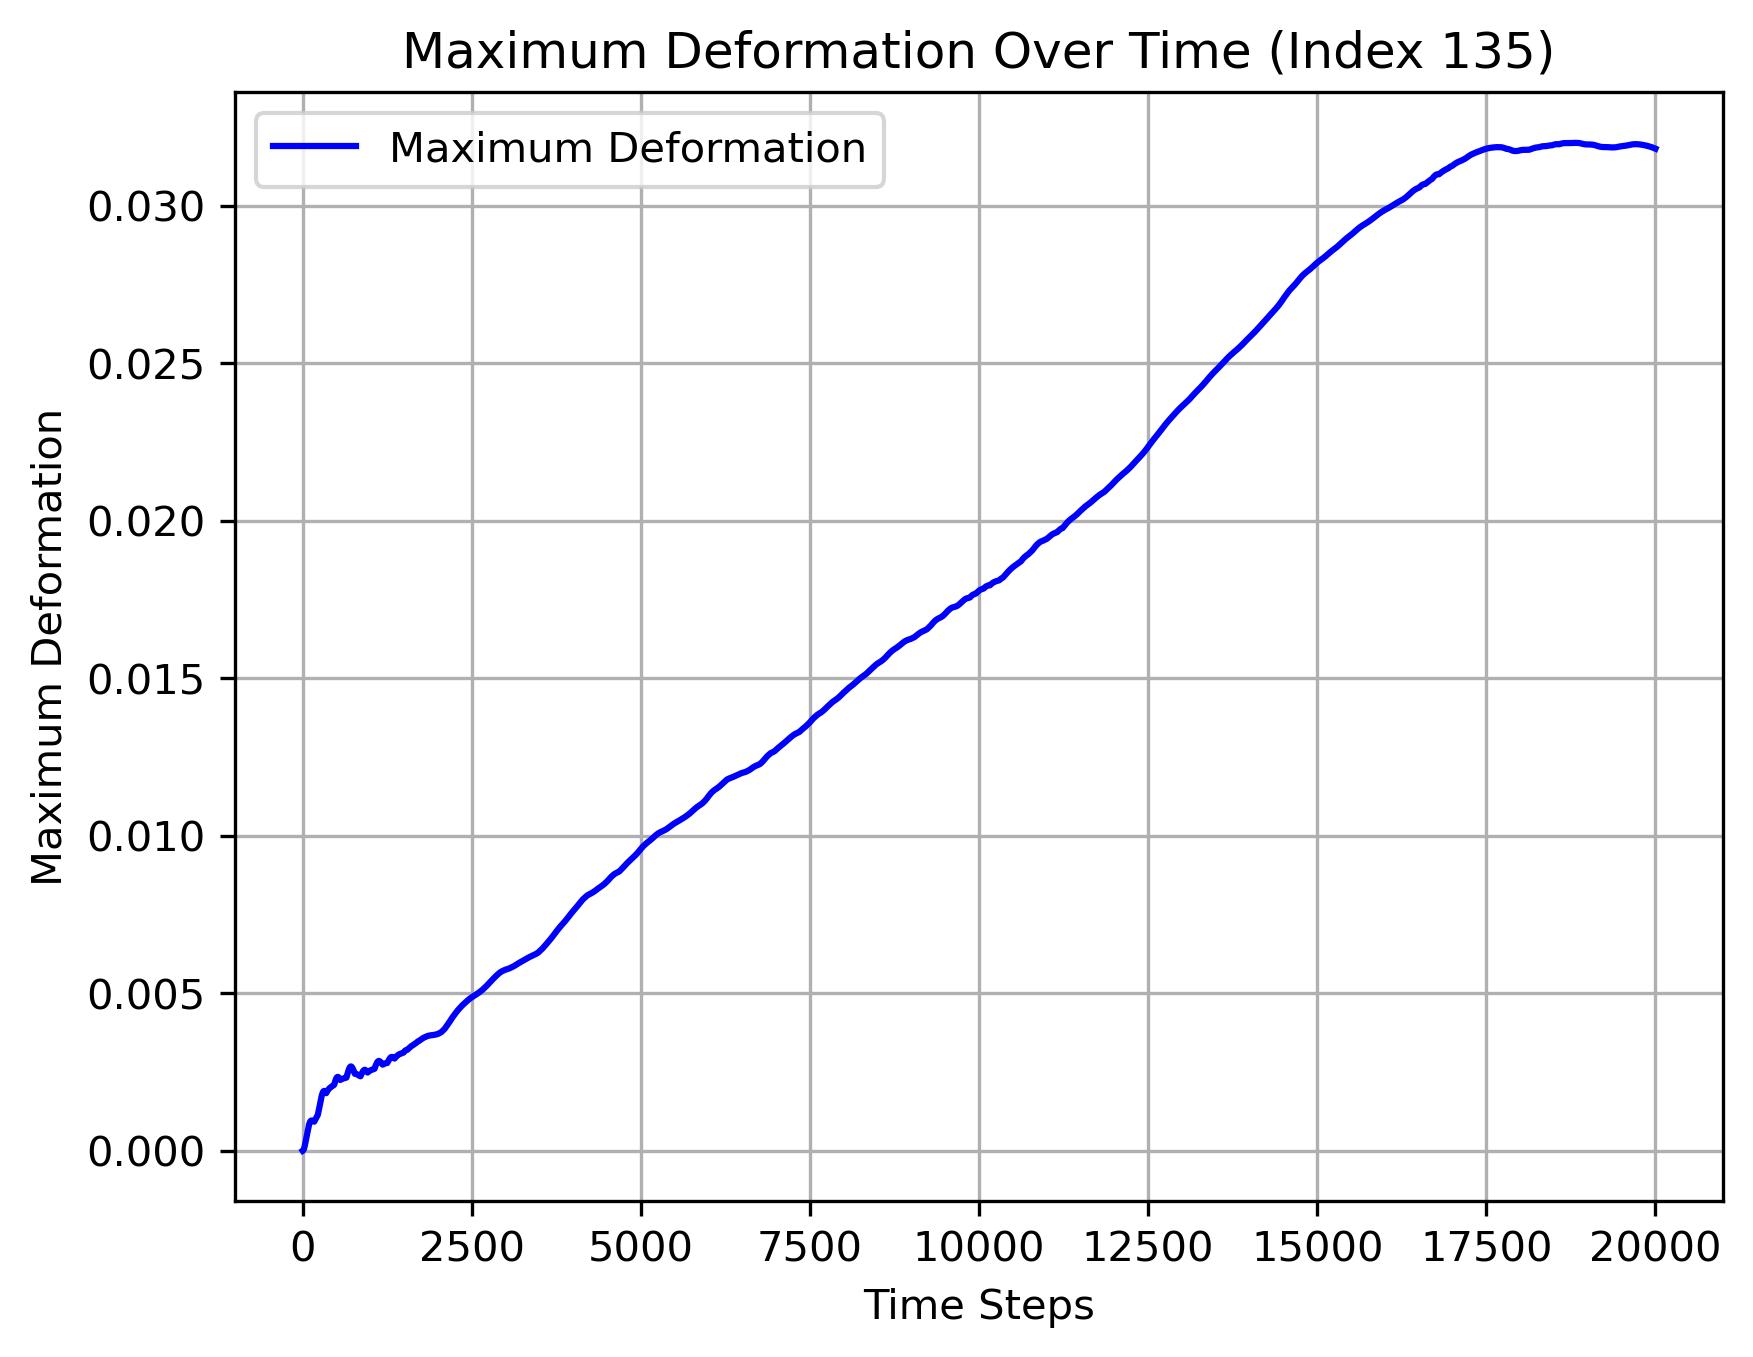 Maximum Deformation Over Time (Index 135)
Maximum Deformation
Maximum Deformation
0.030
0.025
0.020
0.015
0.010
0.005
0.000
0 2500 5000 7500 10000 12500 15000 17500 20000
Time Steps